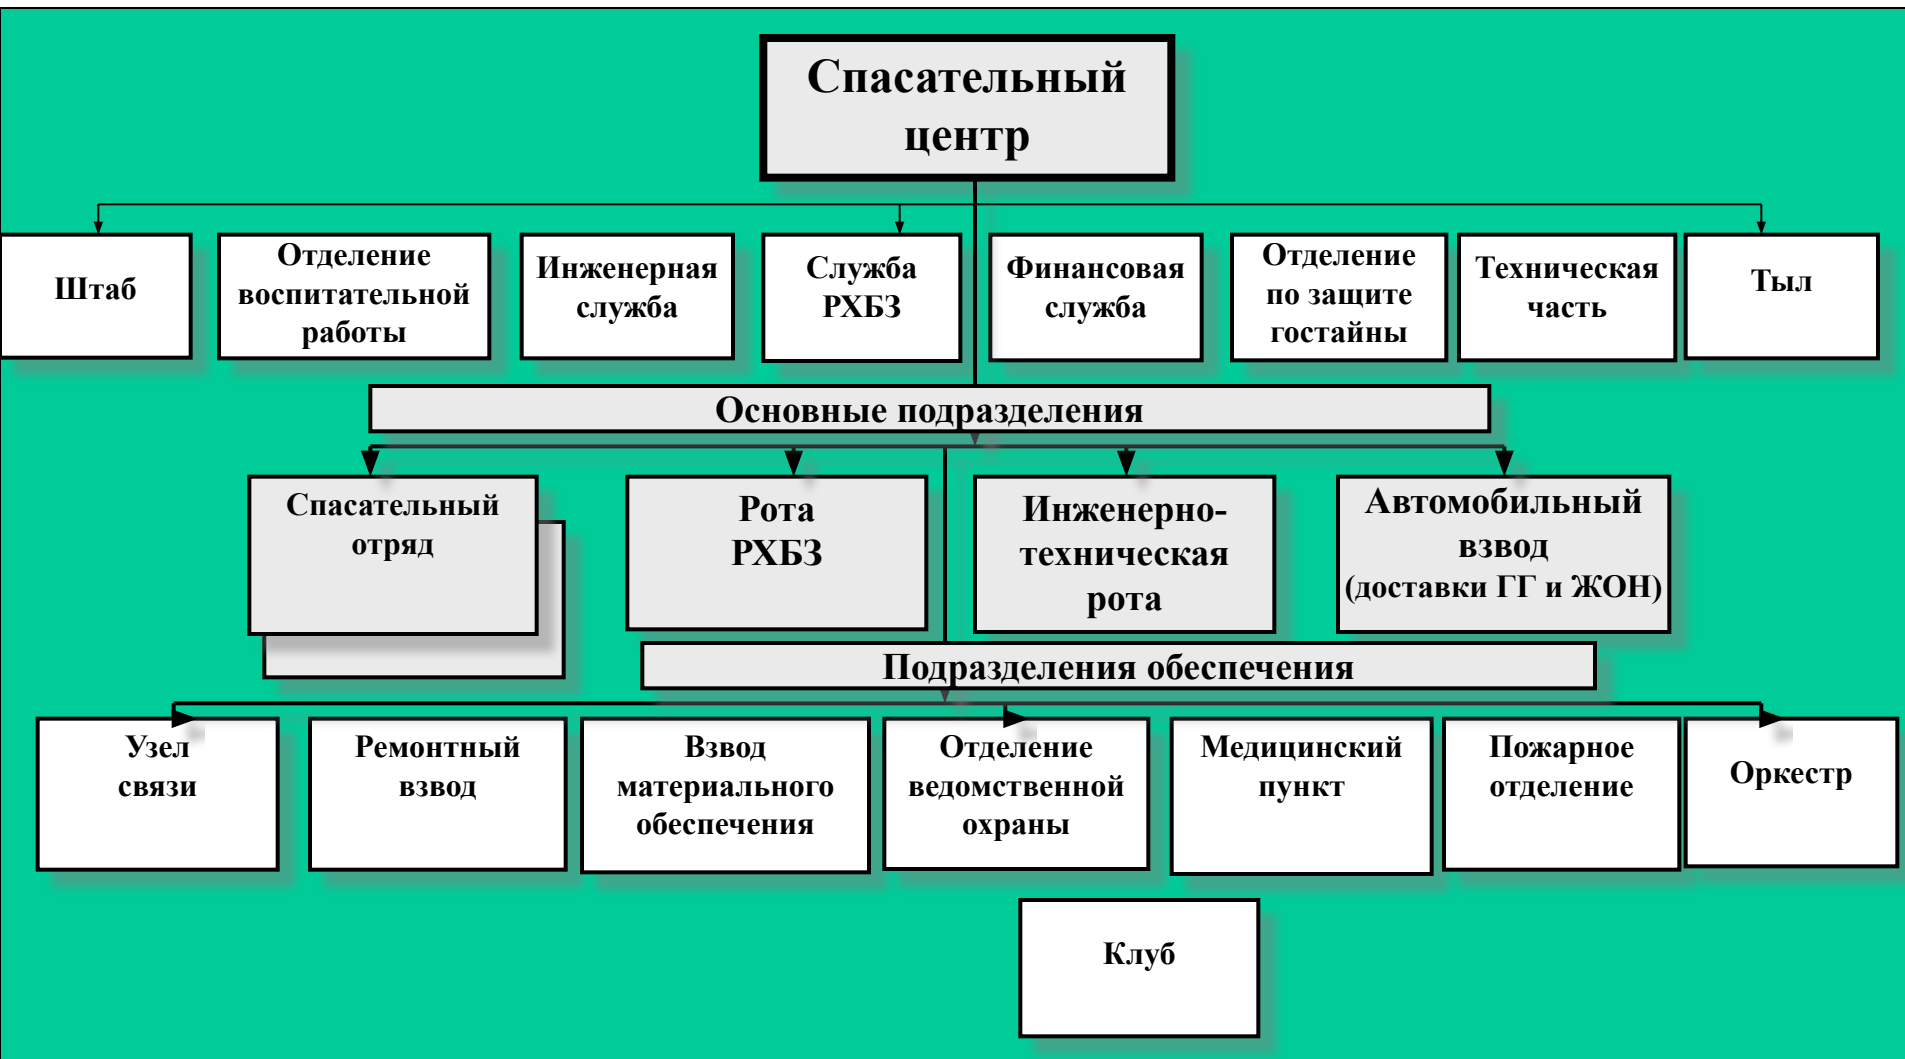 Спасательный
центр
Штаб
Отделение
воспитательной
работы
Инженерная
служба
Служба
РХБЗ
Финансовая
служба
Отделение
по защите
гостайны
Техническая
часть
Тыл
Основные подразделения
Спасательный
отряд
Рота
РХБЗ
Инженерно-
техническая
рота
Автомобильный
взвод
(доставки ГГ и ЖОН)
Подразделения обеспечения
Узел
связи
Ремонтный
взвод
Взвод
материального
обеспечения
Отделение
ведомственной
охраны
Медицинский
пункт
Пожарное
отделение
Оркестр
Клуб